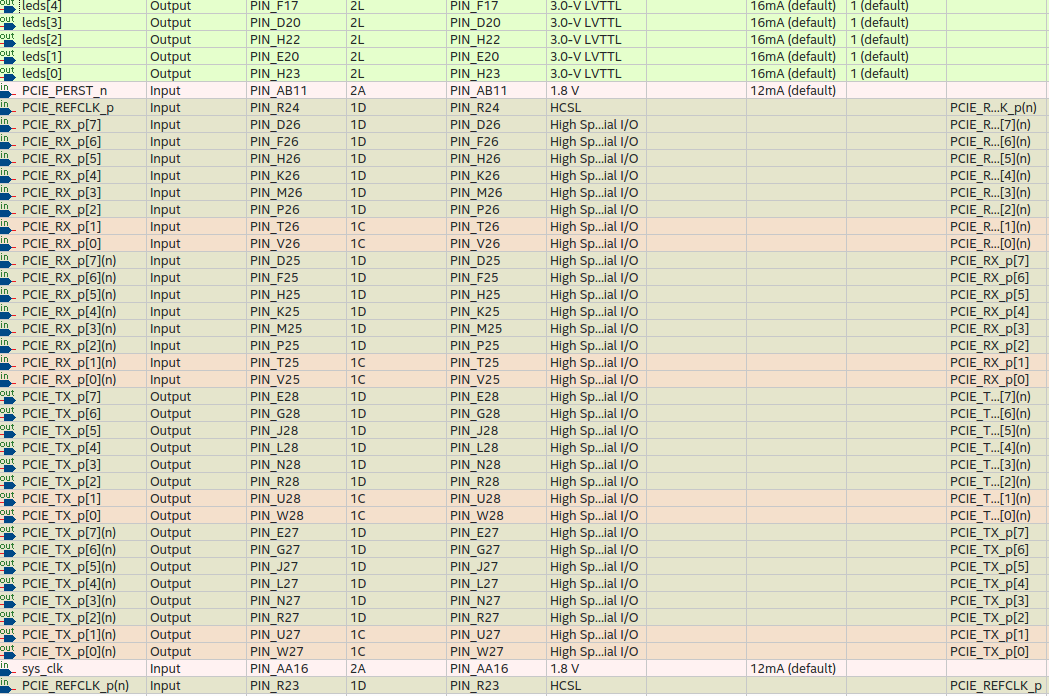 out leds[4] Output PIN_F17 2L PIN_F17 3.0-V LVTTL 16mA (default) 1 (default)
out leds[3] Output PIN_D20 2L PIN_D20 3.0-V LVTTL 16mA (default) 1 (default)
out leds[2] Output PIN_H22 2L PIN_H22 3.0-V LVTTL 16mA (default) 1 (default)
out leds[1] Output PIN_E20 2L PIN_E20 3.0-V LVTTL 16mA (default) 1 (default)
out leds[0] Output PIN_H23 2L PIN_H23 3.0-V LVTTL 16mA (default) 1 (default)
in PCIE_PERST_n Input PIN_AB11 2A PIN_AB11 1.8 V 12mA (default)
in PCIE_REFCLK_p Input PIN_R24 1D PIN_R24 HCSL PCIE_R...K_p(n)
in PCIE_RX_p[7] Input PIN_D26 1D PIN_D26 High Sp...ial I/O PCIE_R...[7](n)
in PCIE_RX_p[6] Input PIN_F26 1D PIN_F26 High Sp...ial I/O PCIE_R...[6](n)
in PCIE_RX_p[5] Input PIN_H26 1D PIN_H26 High Sp...ial I/O PCIE_R...[5](n)
in PCIE_RX_p[4] Input PIN_K26 1D PIN_K26 High Sp...ial I/O PCIE_R...[4](n)
in PCIE_RX_p[3] Input PIN_M26 1D PIN_M26 High Sp...ial I/O PCIE_R...[3](n)
in PCIE_RX_p[2] Input PIN_P26 1D PIN_P26 High Sp...ial I/O PCIE_R...[2](n)
in PCIE_RX_p[1] Input PIN_T26 1C PIN_T26 High Sp...ial I/O PCIE_R...[1](n)
in PCIE_RX_p[0] Input PIN_V26 1C PIN_V26 High Sp...ial I/O PCIE_R...[0](n)
in PCIE_RX_p[7](n) Input PIN_D25 1D PIN_D25 High Sp...ial I/O PCIE_RX_p[7]
in PCIE_RX_p[6](n) Input PIN_F25 1D PIN_F25 High Sp...ial I/O PCIE_RX_p[6]
in PCIE_RX_p[5](n) Input PIN_H25 1D PIN_H25 High Sp...ial I/O PCIE_RX_p[5]
in PCIE_RX_p[4](n) Input PIN_K25 1D PIN_K25 High Sp...ial I/O PCIE_RX_p[4]
in PCIE_RX_p[3](n) Input PIN_M25 1D PIN_M25 High Sp...ial I/O PCIE_RX_p[3]
in PCIE_RX_p[2](n) Input PIN_P25 1D PIN_P25 High Sp...ial I/O PCIE_RX_p[2]
in PCIE_RX_p[1](n) Input PIN_T25 1C PIN_T25 High Sp...ial I/O PCIE_RX_p[1]
in PCIE_RX_p[0](n) Input PIN_V25 1C PIN_V25 High Sp...ial I/O PCIE_RX_p[0]
out PCIE_TX_p[7] Output PIN_E28 1D PIN_E28 High Sp...ial I/O PCIE_T...[7](n)
out PCIE_TX_p[6] Output PIN_G28 1D PIN_G28 High Sp...ial I/O PCIE_T...[6](n)
out PCIE_TX_p[5] Output PIN_J28 1D PIN_J28 High Sp...ial I/O PCIE_T...[5](n)
out PCIE_TX_p[4] Output PIN_L28 1D PIN_L28 High Sp...ial I/O PCIE_T...[4](n)
out PCIE_TX_p[3] Output PIN_N28 1D PIN_N28 High Sp...ial I/O PCIE_T...[3](n)
out PCIE_TX_p[2] Output PIN_R28 1D PIN_R28 High Sp...ial I/O PCIE_T...[2](n)
out PCIE_TX_p[1] Output PIN_U28 1C PIN_U28 High Sp...ial I/O PCIE_T...[1](n)
out PCIE_TX_p[0] Output PIN_W28 1C PIN_W28 High Sp...ial I/O PCIE_T...[0](n)
out PCIE_TX_p[7](n) Output PIN_E27 1D PIN_E27 High Sp...ial I/O PCIE_TX_p[7]
out PCIE_TX_p[6](n) Output PIN_G27 1D PIN_G27 High Sp...ial I/O PCIE_TX_p[6]
out PCIE_TX_p[5](n) Output PIN_J27 1D PIN_J27 High Sp...ial I/O PCIE_TX_p[5]
out PCIE_TX_p[4](n) Output PIN_L27 1D PIN_L27 High Sp...ial I/O PCIE_TX_p[4]
out PCIE_TX_p[3](n) Output PIN_N27 1D PIN_N27 High Sp...ial I/O PCIE_TX_p[3]
out PCIE_TX_p[2](n) Output PIN_R27 1D PIN_R27 High Sp...ial I/O PCIE_TX_p[2]
out PCIE_TX_p[1](n) Output PIN_U27 1C PIN_U27 High Sp...ial I/O PCIE_TX_p[1]
out PCIE_TX_p[0](n) Output PIN_W27 1C PIN_W27 High Sp...ial I/O PCIE_TX_p[0]
in sys_clk Input PIN_AA16 2A PIN_AA16 1.8 V 12mA (default)
in PCIE_REFCLK_p(n) Input PIN_R23 1D PIN_R23 HCSL PCIE_REFCLK_p